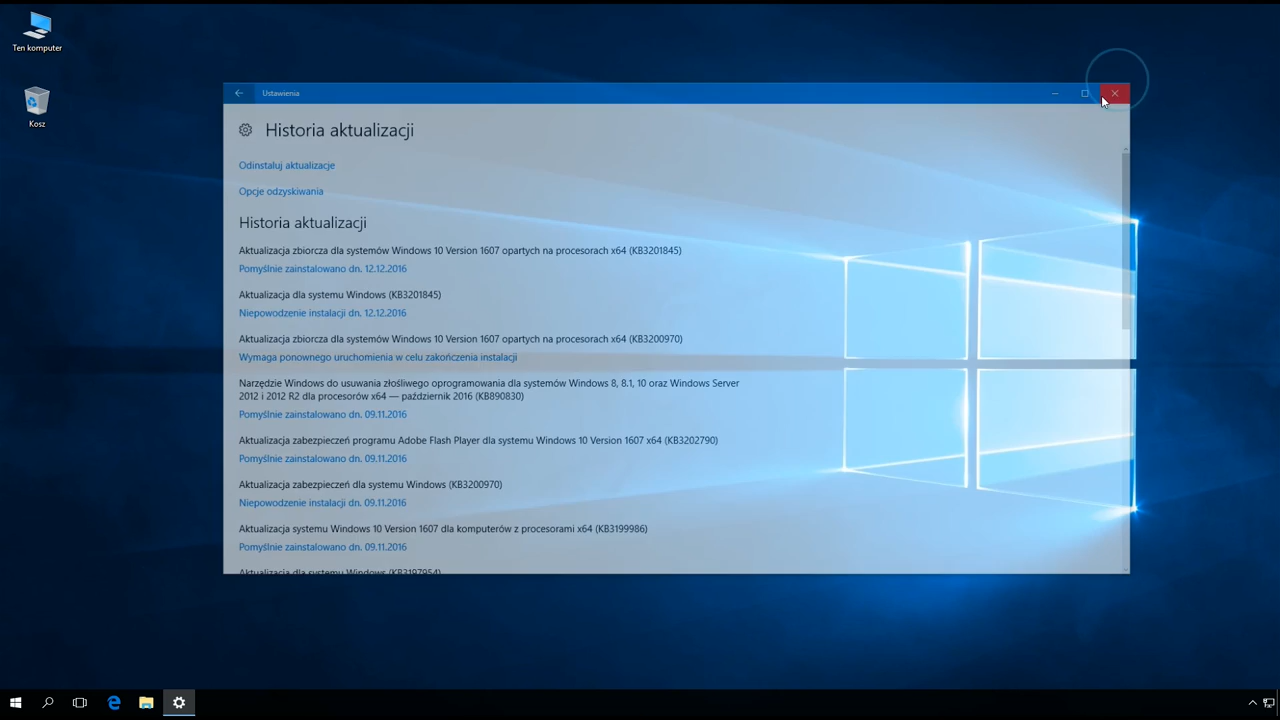 Ten komputer
Kosz
Ustawienia
Historia aktualizacji
Odinstaluj aktualizacje
Opcje odzyskiwania
Historia aktualizacji
Aktualizacja zbiorcza dla systemów Windows 10 Version 1607 opartych na procesorach x64 (KB3201845)
Pomyślnie zainstalowano dn. 12.12.2016
Aktualizacja dla systemu Windows (KB3201845)
Niepowodzenie instalacji dn. 12.12.2016
Aktualizacja zbiorcza dla systemów Windows 10 Version 1607 opartych na procesorach x64 (KB3200970)
Wymaga ponownego uruchomienia w celu zakończenia instalacji
Narzędzie Windows do usuwania złośliwego oprogramowania dla systemów Windows 8, 8.1, 10 oraz Windows Server
2012 i 2012 R2 dla procesorów x64 — październik 2016 (KB890830)
Pomyślnie zainstalowano dn. 09.11.2016
Aktualizacja zabezpieczeń programu Adobe Flash Player dla systemu Windows 10 Version 1607 x64 (KB3202790)
Pomyślnie zainstalowano dn. 09.11.2016
Aktualizacja zabezpieczeń dla systemu Windows (KB3200970)
Niepowodzenie instalacji dn. 09.11.2016
Aktualizacja systemu Windows 10 Version 1607 dla komputerów z procesorami x64 (KB3199986)
Pomyślnie zainstalowano dn. 09.11.2016
Aktualizacja dla systemu Windows (KB3197954)